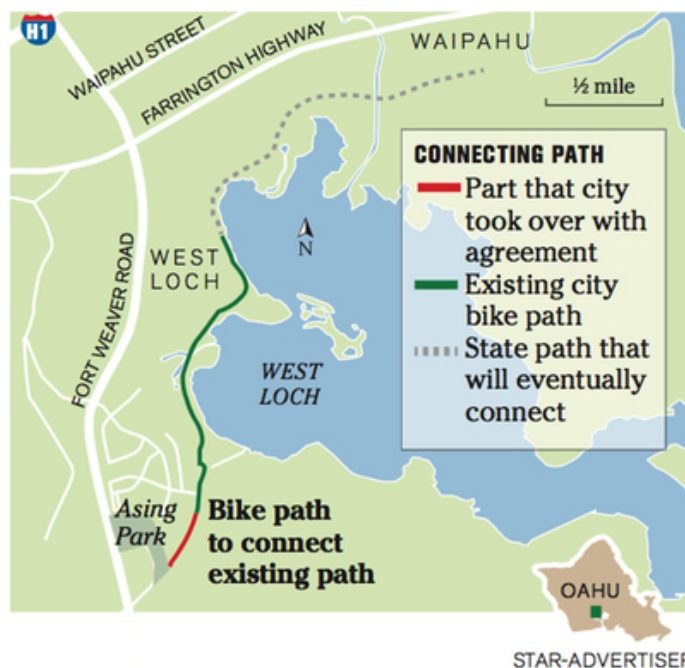 H1
WAIPAHU STREET
FARRINGTON HIGHWAY
WAIPAHU
½ mile
CONNECTING PATH
Part that city
took over with
agreement
Existing city
bike path
State path that
will eventually
connect
N
WEST
LOCH
FORT WEAVER ROAD
WEST
LOCH
Asing
Park
Bike path
to connect
existing path
OAHU
STAR-ADVERTISER